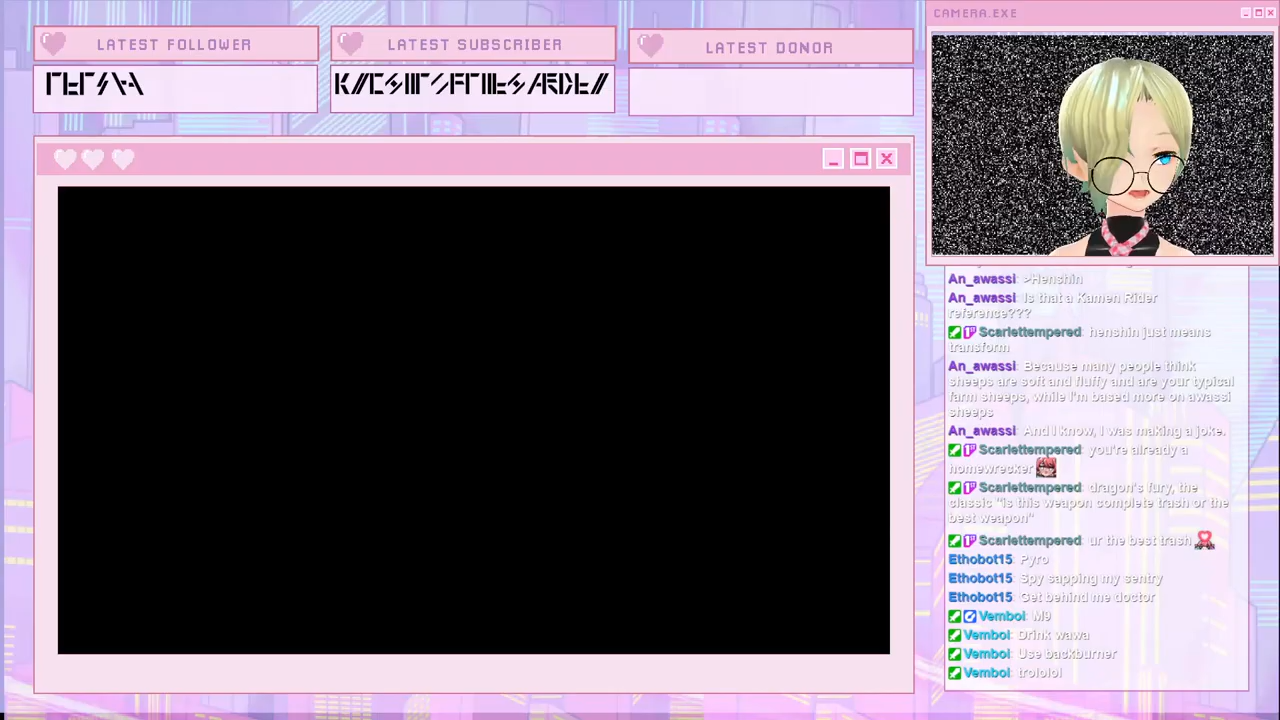 LATEST FOLLOWER
LATEST SUBSCRIBER
LATEST DONOR
CAMERA.EXE
An_awassi: >Henshin
An_awassi: Is that a Kamen Rider
reference???
Scarlettempered: henshin just means
transform
An_awassi: Because many people think
sheeps are soft and fluffy and are your typical
farm sheeps, while I'm based more on awassi
sheeps
An_awassi: And I know, I was making a joke.
Scarlettempered: you're already a
homewrecker
Scarlettempered: dragon's fury, the
classic "is this weapon complete trash or the
best weapon"
Scarlettempered: ur the best trash
Ethobot15: Pyro
Ethobot15: Spy sapping my sentry
Ethobot15: Get behind me doctor
Vembol: M9
Vembol: Drink wawa
Vembol: Use backburner
Vembol: trolololol